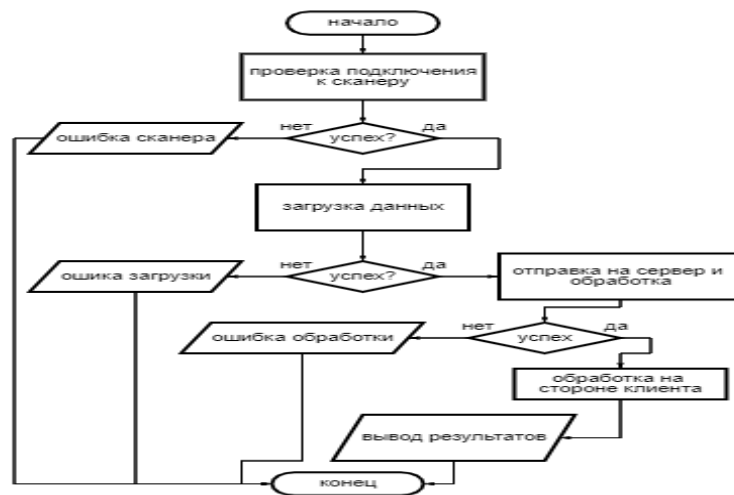 начало
проверка подключения
к сканеру
нет
успех?
да
ошибка сканера
загрузка данных
нет
успех?
да
ошика загрузки
отправка на сервер и
обработка
нет
успех
да
ошибка обработки
обработка на
стороне клиента
вывод результатов
конец